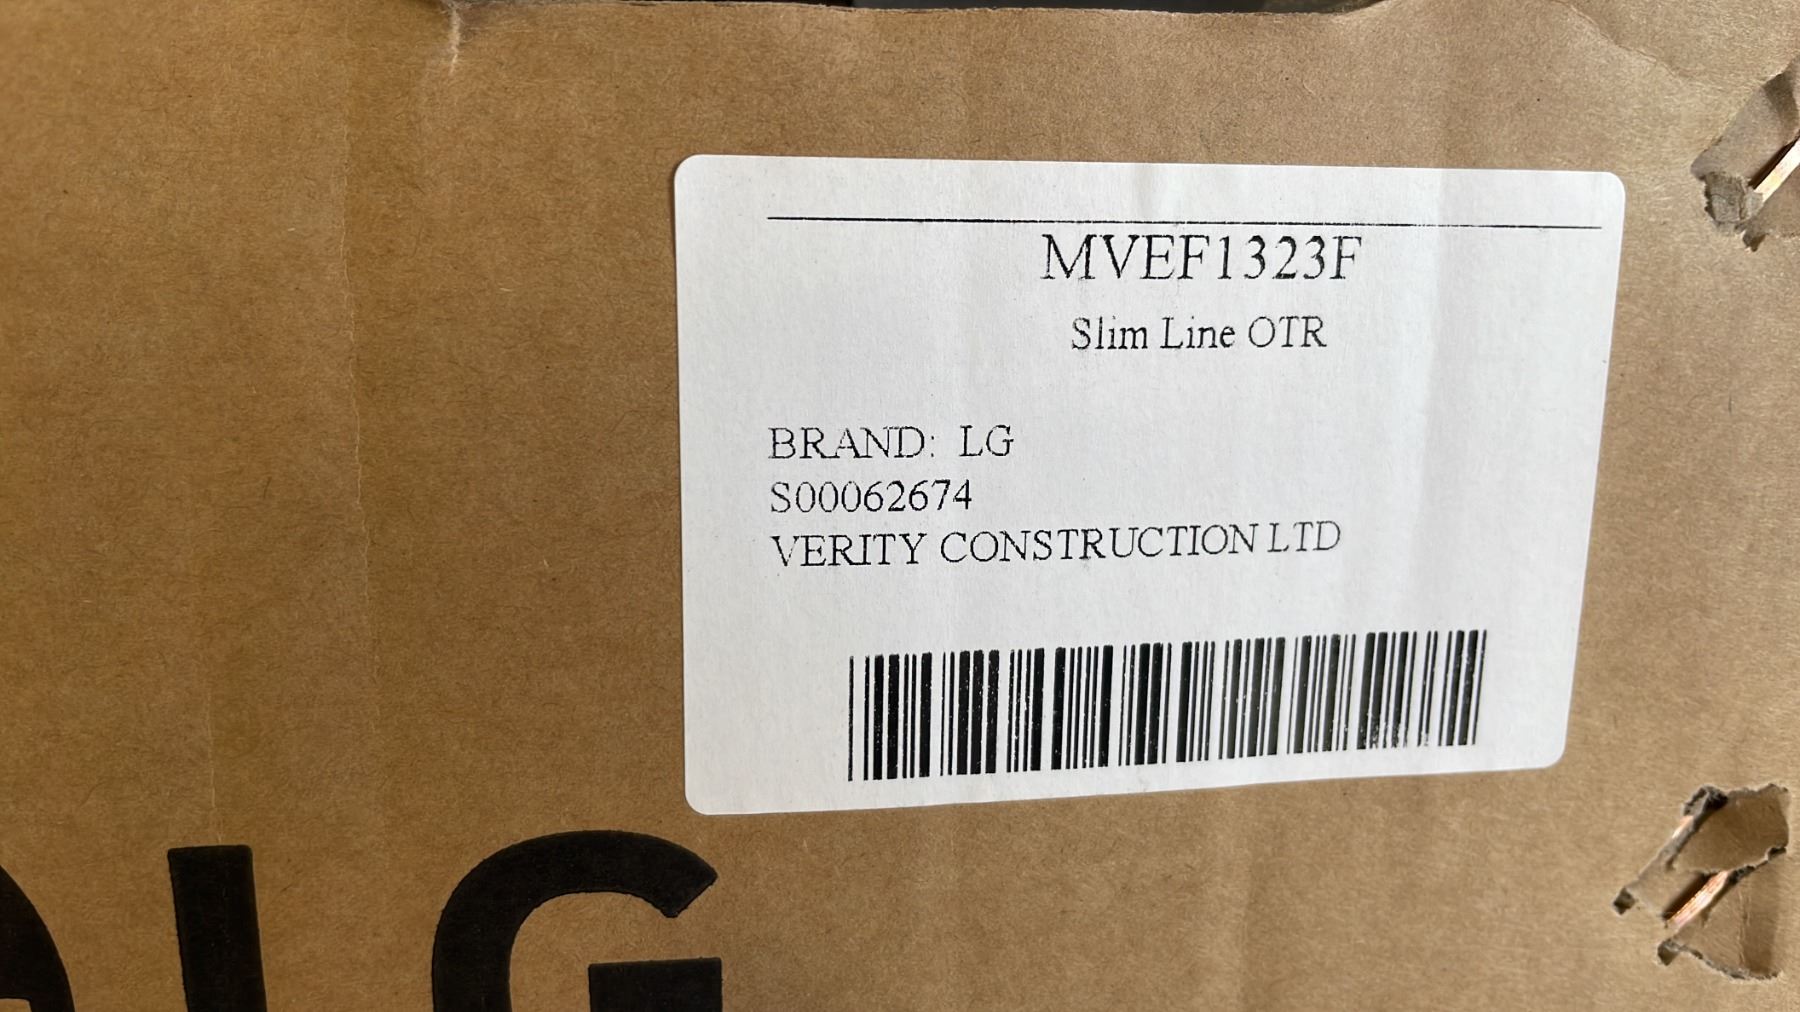 MVEF1323F
Slim Line OTR
BRAND: LG
S00062674
VERITY CONSTRUCTION LTD
LG